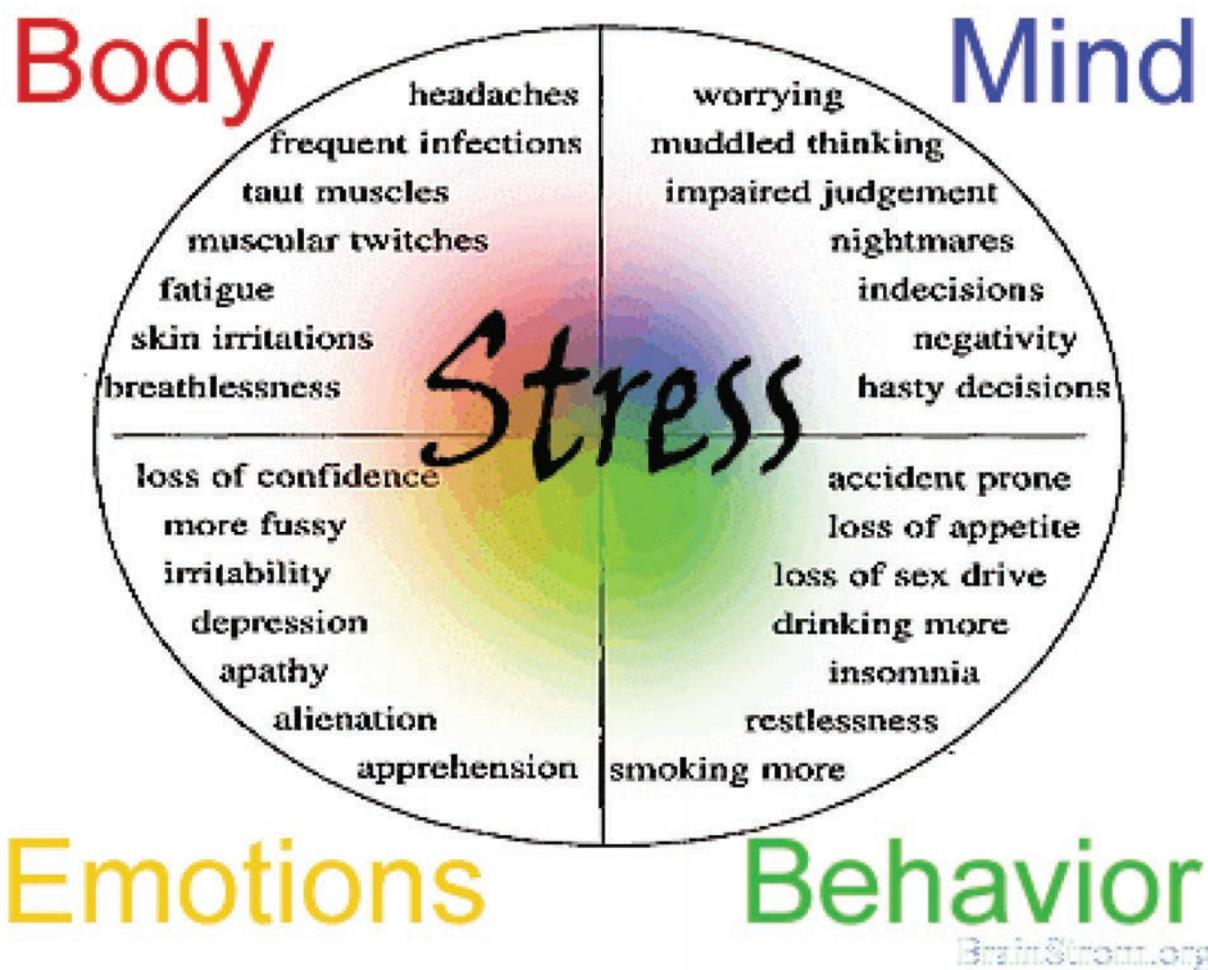 Body
headaches
frequent infections
taut muscles
muscular twitches
fatigue
skin irritations
breathlessness
Mind
worrying
muddled thinking
impaired judgement
nightmares
indecisions
negativity
hasty decisions
Stress
loss of confidence
more fussy
irritability
depression
apathy
alienation
apprehension
Emotions
accident prone
loss of appetite
loss of sex drive
drinking more
insomnia
restlessness
smoking more
Behavior
BrainStrom.org